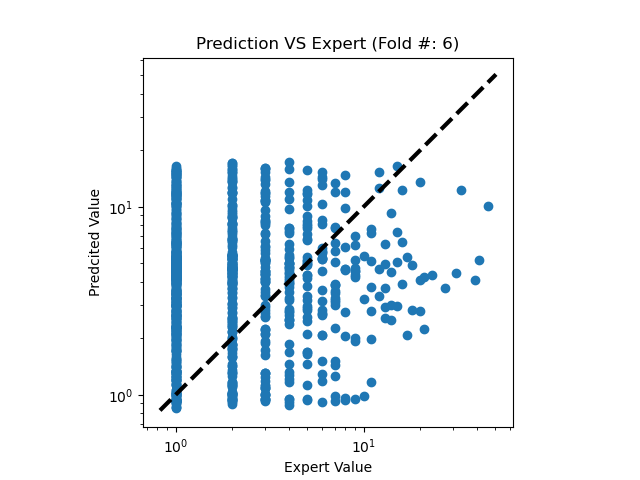 Prediction VS Expert (Fold #: 6)
Predcited Value
10¹
10⁰
10⁰
10¹
Expert Value